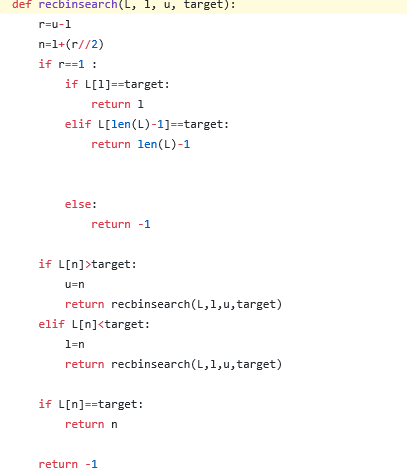 def recbinsearch(L, l, u, target):
    r=u-l
    n=l+(r//2)
    if r==1 :
        if L[l]==target:
            return l
        elif L[len(L)-1]==target:
            return len(L)-1
        else:
            return -1
    if L[n]>target:
        u=n
        return recbinsearch(L,l,u,target)
    elif L[n]<target:
        l=n
        return recbinsearch(L,l,u,target)
    if L[n]==target:
        return n
    return -1